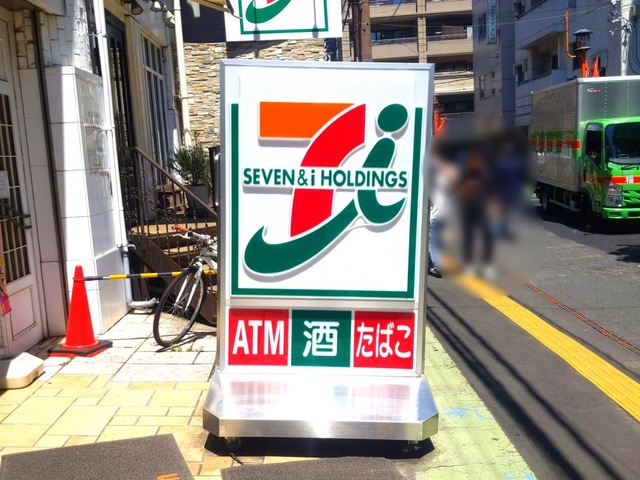 SEVEN & i HOLDINGS
ATM 酒 たばこ